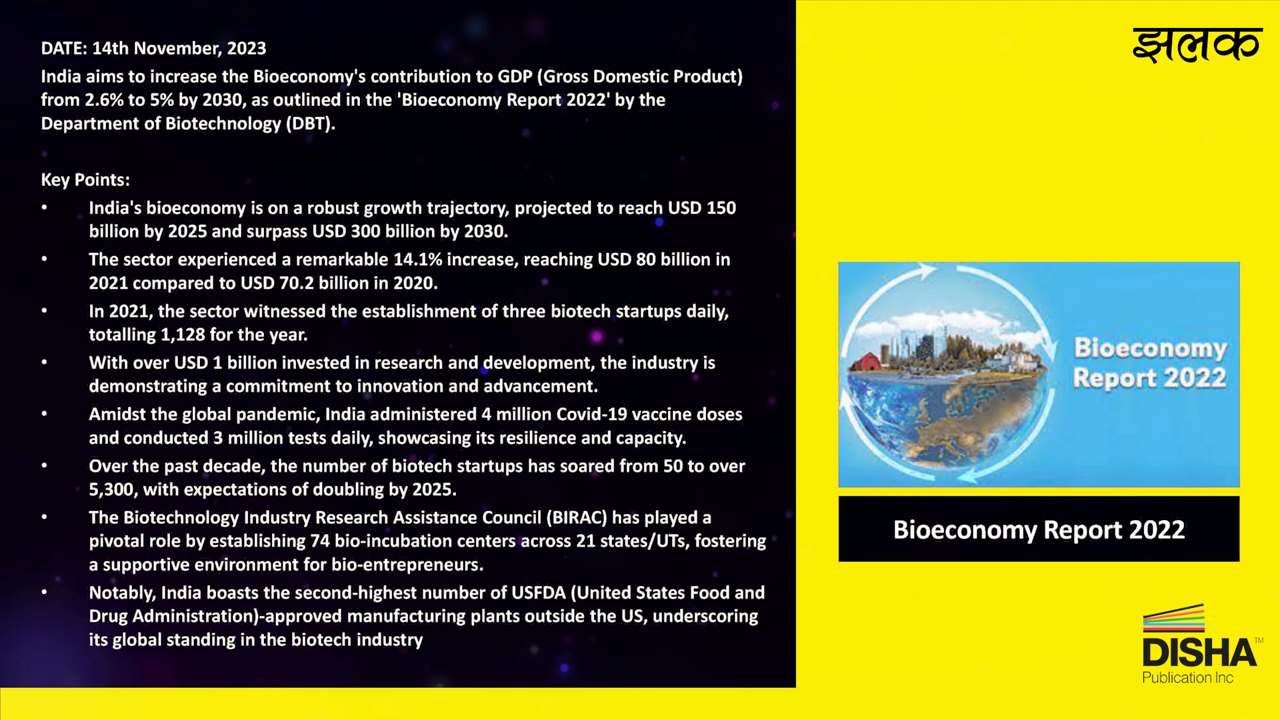 DATE: 14th November, 2023
India aims to increase the Bioeconomy's contribution to GDP (Gross Domestic Product)
from 2.6% to 5% by 2030, as outlined in the 'Bioeconomy Report 2022' by the
Department of Biotechnology (DBT).
Key Points:
• India's bioeconomy is on a robust growth trajectory, projected to reach USD 150
billion by 2025 and surpass USD 300 billion by 2030.
• The sector experienced a remarkable 14.1% increase, reaching USD 80 billion in
2021 compared to USD 70.2 billion in 2020.
• In 2021, the sector witnessed the establishment of three biotech startups daily,
totalling 1,128 for the year.
• With over USD 1 billion invested in research and development, the industry is
demonstrating a commitment to innovation and advancement.
• Amidst the global pandemic, India administered 4 million Covid-19 vaccine doses
and conducted 3 million tests daily, showcasing its resilience and capacity.
• Over the past decade, the number of biotech startups has soared from 50 to over
5,300, with expectations of doubling by 2025.
• The Biotechnology Industry Research Assistance Council (BIRAC) has played a
pivotal role by establishing 74 bio-incubation centers across 21 states/UTs, fostering
a supportive environment for bio-entrepreneurs.
• Notably, India boasts the second-highest number of USFDA (United States Food and
Drug Administration)-approved manufacturing plants outside the US, underscoring
its global standing in the biotech industry
झलक
Bioeconomy
Report 2022
Bioeconomy Report 2022
DISHA™
Publication Inc